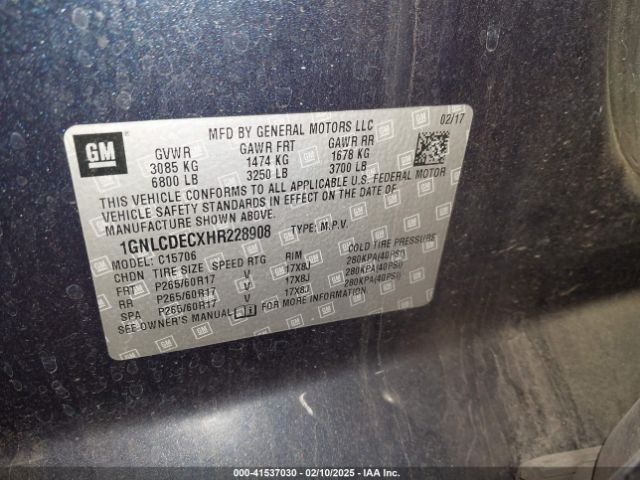 GM
MFD BY GENERAL MOTORS LLC 02/17
GVWR GAWR FRT GAWR RR
3085 KG 1474 KG 1678 KG
6800 LB 3250 LB 3700 LB
THIS VEHICLE CONFORMS TO ALL APPLICABLE U.S. FEDERAL MOTOR
VEHICLE SAFETY STANDARDS IN EFFECT ON THE DATE OF
MANUFACTURE SHOWN ABOVE.
1GNLCDECXHR228908 TYPE: M.P.V.
MODEL: C15706
CHDN TIRE SIZE SPEED RTG RIM COLD TIRE PRESSURE
FRT P265/60R17 V 17X8J 280KPA(40PSI)
RR P265/60R17 V 17X8J 280KPA(40PSI)
SPA P265/60R17 V 17X8J 280KPA(40PSI)
SEE OWNER'S MANUAL FOR MORE INFORMATION
000-41537030 - 02/10/2025 - IAA Inc.